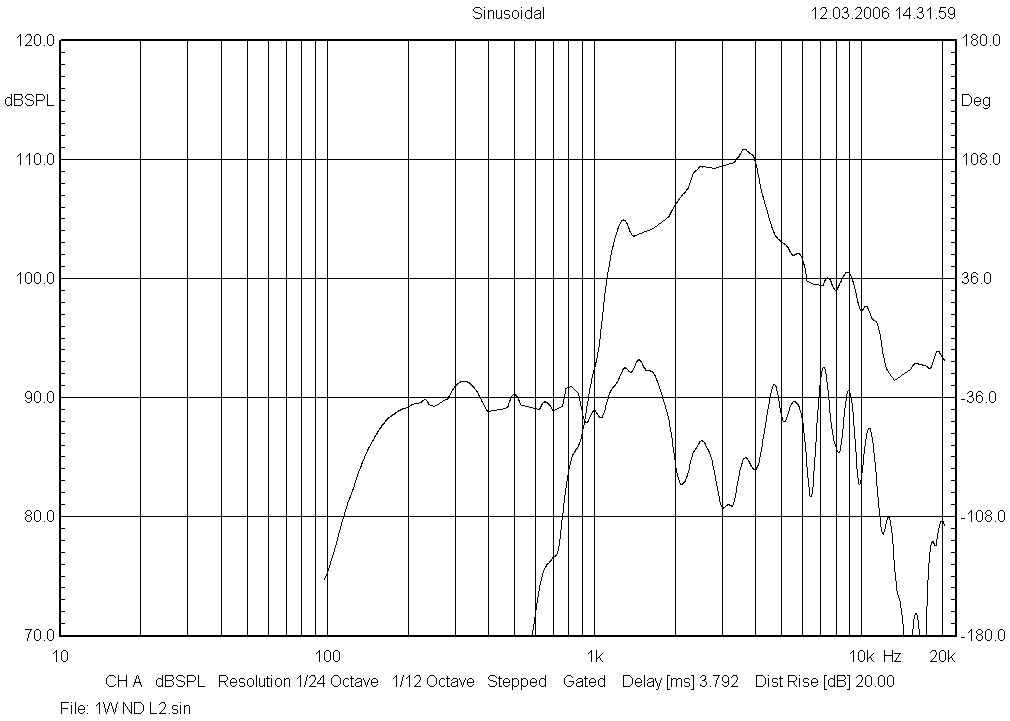 Sinusoidal 12.03.2006 14.31.59
120.0 180.0
dBSPL Deg
110.0 108.0
100.0 36.0
90.0 -36.0
80.0 -108.0
70.0 -180.0
10 100 1k 10k Hz 20k
CH A dBSPL Resolution 1/24 Octave 1/12 Octave Stepped Gated Delay [ms] 3.792 Dist Rise [dB] 20.00
File: 1W ND L2.sin